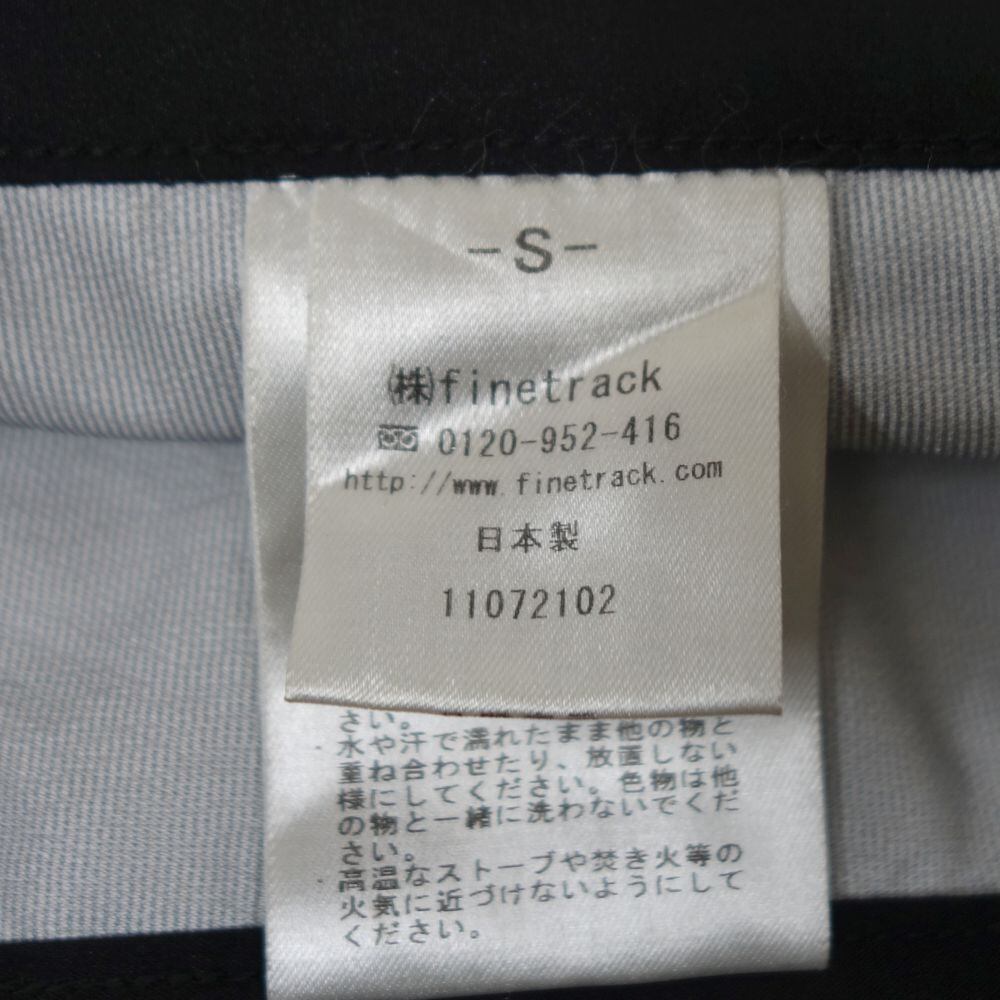 -S-
㈱finetrack
0120-952-416
http://www.finetrack.com
日本製
11072102
さい。
水や汗で濡れたまま他の物と
重ね合わせたり、放置しない
様にしてください。色物は他
の物と一緒に洗わないでくだ
さい。
高温なストーブや焚き火等の
火気に近づけないようにして
ください。